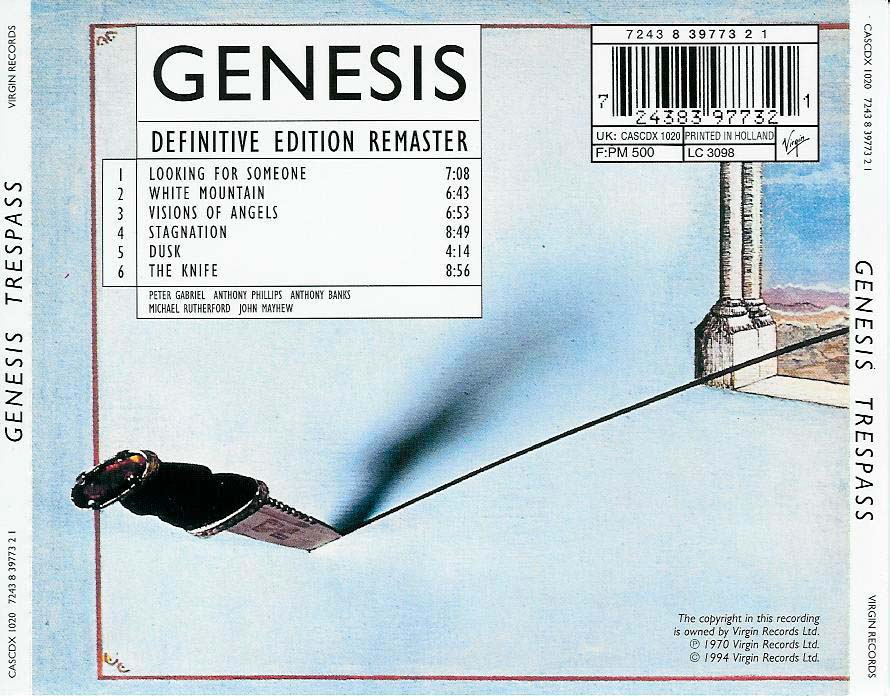 VIRGIN RECORDS
GENESIS TRESPASS
CASCDX 1020 7243 8 39773 2 1
GENESIS
DEFINITIVE EDITION REMASTER
1 LOOKING FOR SOMEONE 7:08
2 WHITE MOUNTAIN 6:43
3 VISIONS OF ANGELS 6:53
4 STAGNATION 8:49
5 DUSK 4:14
6 THE KNIFE 8:56
PETER GABRIEL ANTHONY PHILLIPS ANTHONY BANKS
MICHAEL RUTHERFORD JOHN MAYHEW
7243 8 39773 2 1
7 24383 97732 1
UK: CASCDX 1020 PRINTED IN HOLLAND Virgin
F:PM 500 LC 3098
The copyright in this recording
is owned by Virgin Records Ltd.
℗ 1970 Virgin Records Ltd.
© 1994 Virgin Records Ltd.
CASCDX 1020 7243 8 39773 2 1
GENESIS TRESPASS
VIRGIN RECORDS